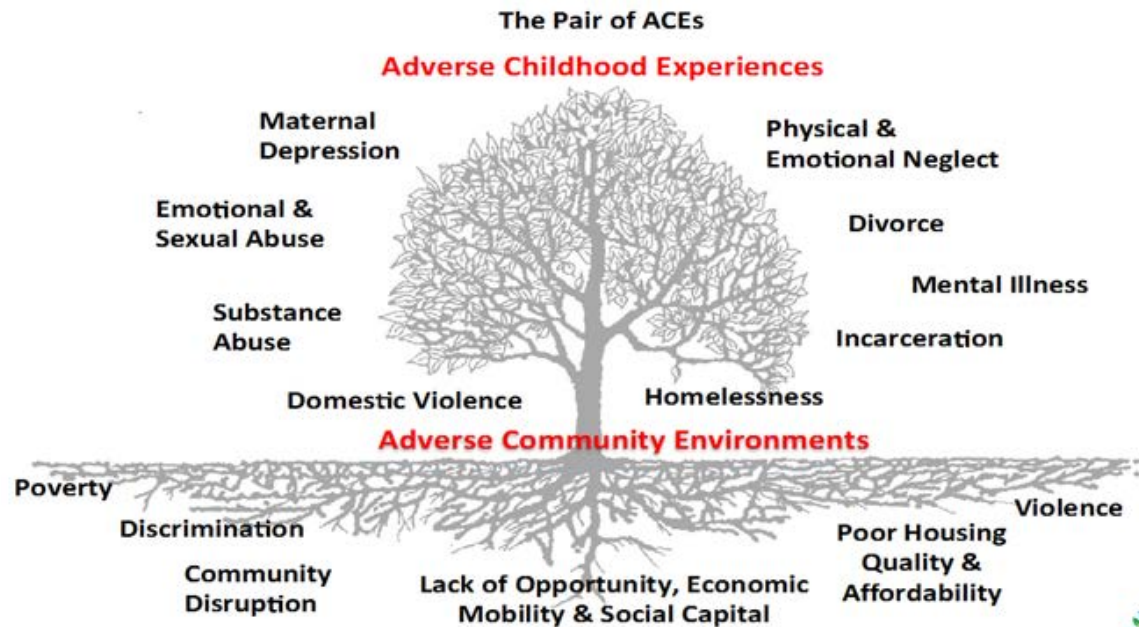 The Pair of ACEs
Adverse Childhood Experiences
Maternal
Depression
Physical &
Emotional Neglect
Emotional &
Sexual Abuse
Divorce
Mental Illness
Substance
Abuse
Incarceration
Domestic Violence
Homelessness
Adverse Community Environments
Poverty
Violence
Discrimination
Poor Housing
Quality &
Affordability
Community
Disruption
Lack of Opportunity, Economic
Mobility & Social Capital